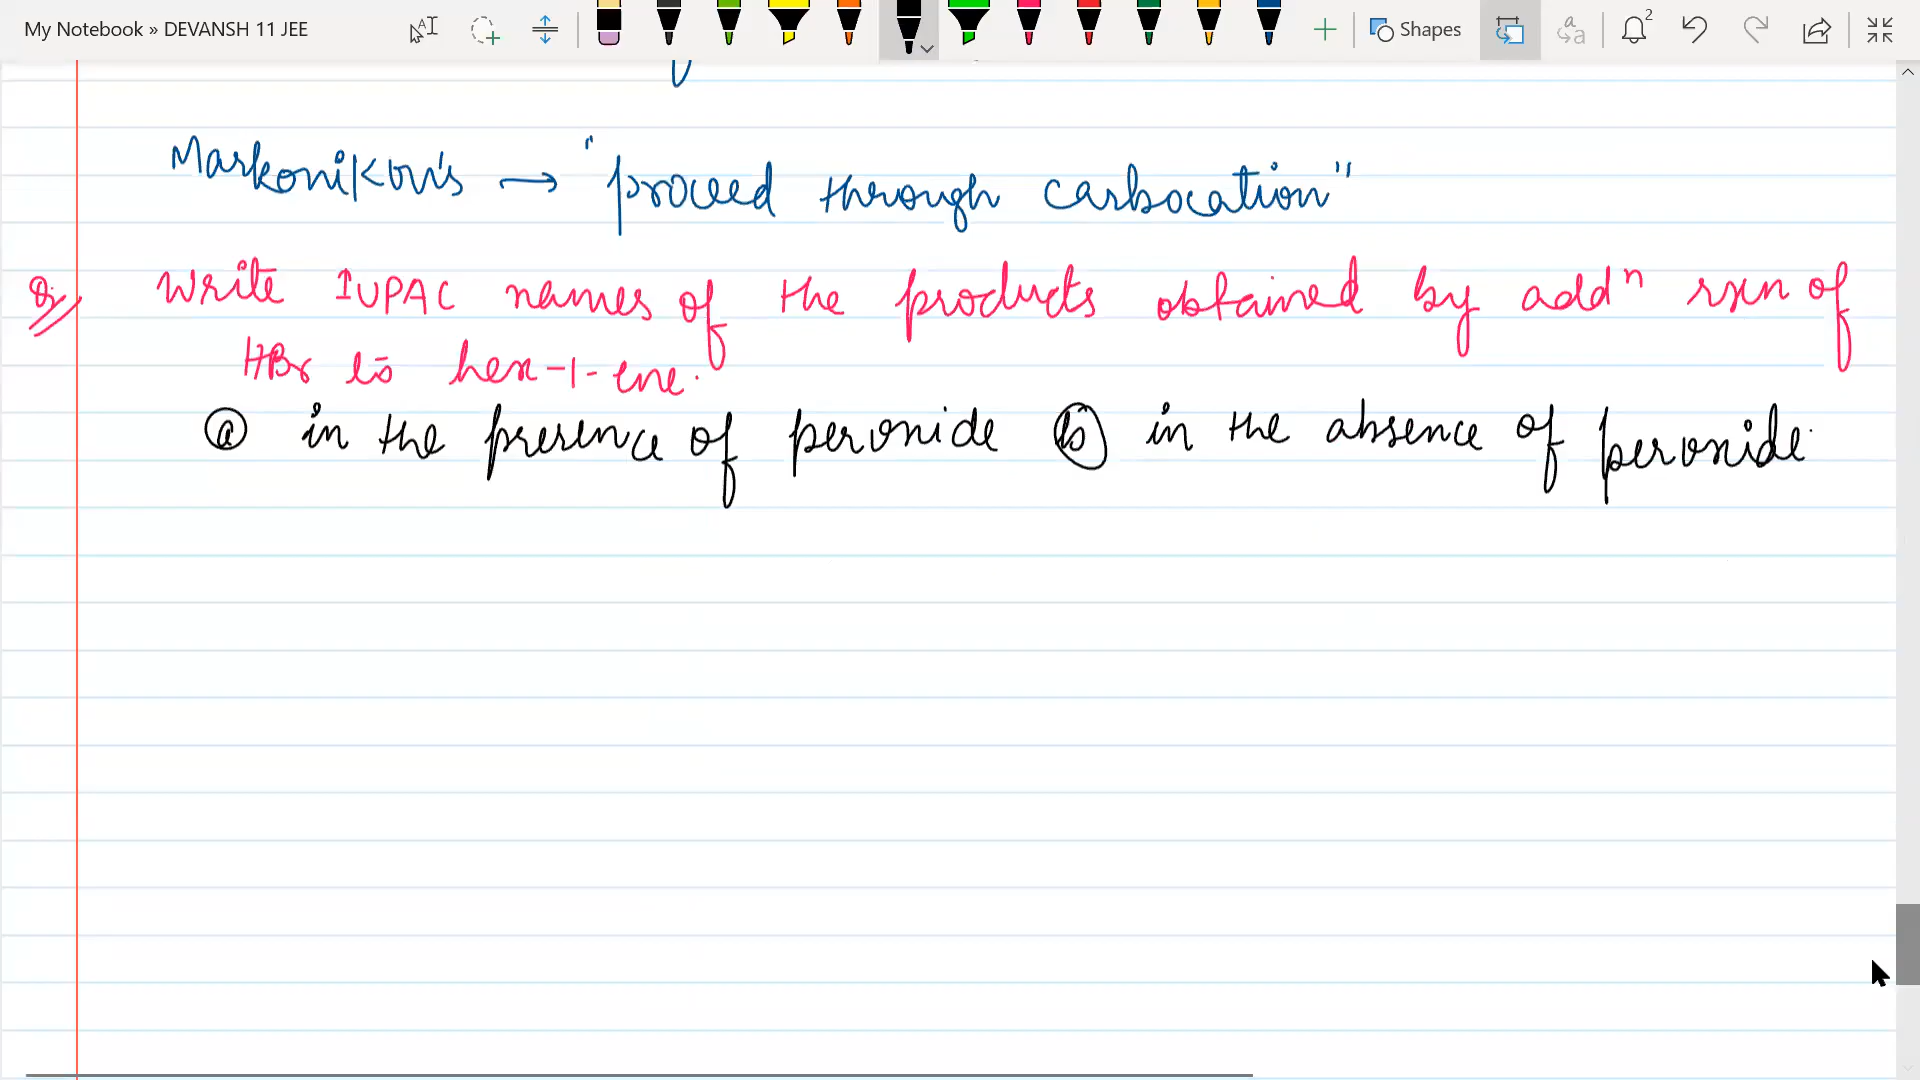 My Notebook » DEVANSH 11 JEE
Shapes
2
Markonikov's → "proceed through carbocation"
Q. Write IUPAC names of the products obtained by addⁿ rxn of
HBr to hex-1-ene.
(a) in the presence of peroxide (b) in the absence of peroxide.